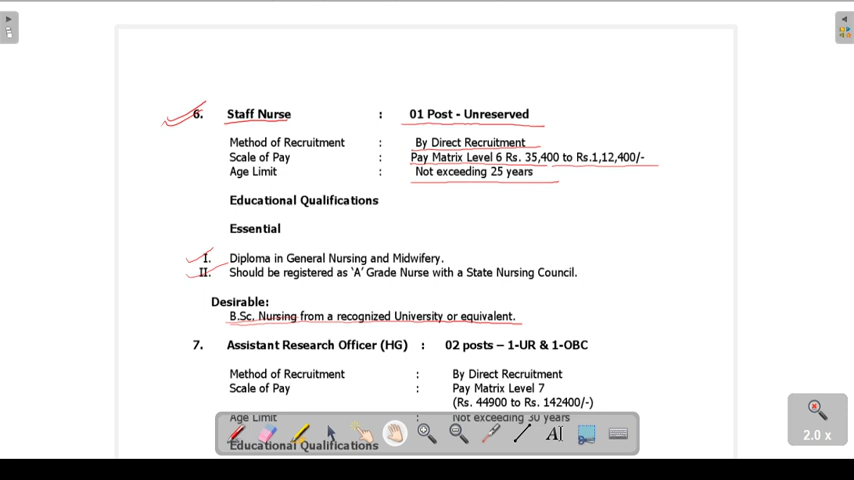 6. Staff Nurse : 01 Post - Unreserved
Method of Recruitment : By Direct Recruitment
Scale of Pay : Pay Matrix Level 6 Rs. 35,400 to Rs.1,12,400/-
Age Limit : Not exceeding 25 years
Educational Qualifications
Essential
I. Diploma in General Nursing and Midwifery.
II. Should be registered as ‘A’ Grade Nurse with a State Nursing Council.
Desirable:
B.Sc. Nursing from a recognized University or equivalent.
7. Assistant Research Officer (HG) : 02 posts – 1-UR & 1-OBC
Method of Recruitment : By Direct Recruitment
Scale of Pay : Pay Matrix Level 7
(Rs. 44900 to Rs. 142400/-)
Age Limit : Not exceeding 30 years
Educational Qualifications
AI
2.0 x